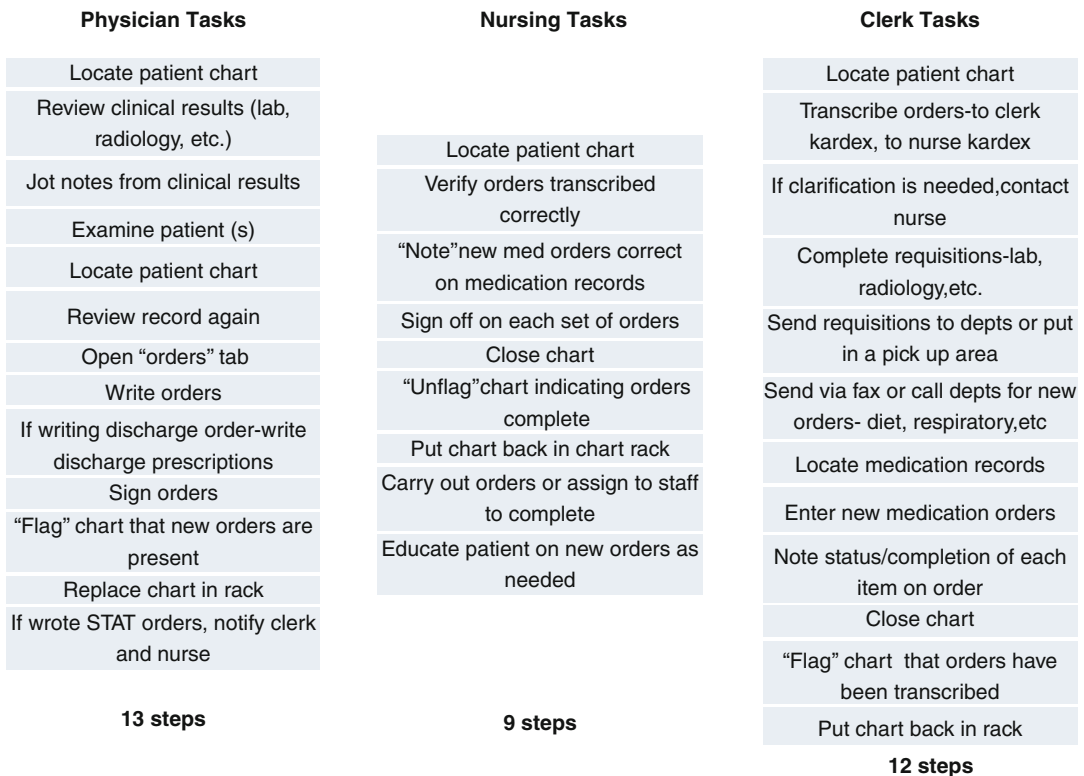 Physician Tasks
Locate patient chart
Review clinical results (lab,
radiology, etc.)
Jot notes from clinical results
Examine patient (s)
Locate patient chart
Review record again
Open “orders” tab
Write orders
If writing discharge order-write
discharge prescriptions
Sign orders
“Flag” chart that new orders are
present
Replace chart in rack
If wrote STAT orders, notify clerk
and nurse
13 steps
Nursing Tasks
Locate patient chart
Verify orders transcribed
correctly
“Note”new med orders correct
on medication records
Sign off on each set of orders
Close chart
“Unflag”chart indicating orders
complete
Put chart back in chart rack
Carry out orders or assign to staff
to complete
Educate patient on new orders as
needed
9 steps
Clerk Tasks
Locate patient chart
Transcribe orders-to clerk
kardex, to nurse kardex
If clarification is needed,contact
nurse
Complete requisitions-lab,
radiology,etc.
Send requisitions to depts or put
in a pick up area
Send via fax or call depts for new
orders- diet, respiratory,etc
Locate medication records
Enter new medication orders
Note status/completion of each
item on order
Close chart
“Flag” chart that orders have
been transcribed
Put chart back in rack
12 steps